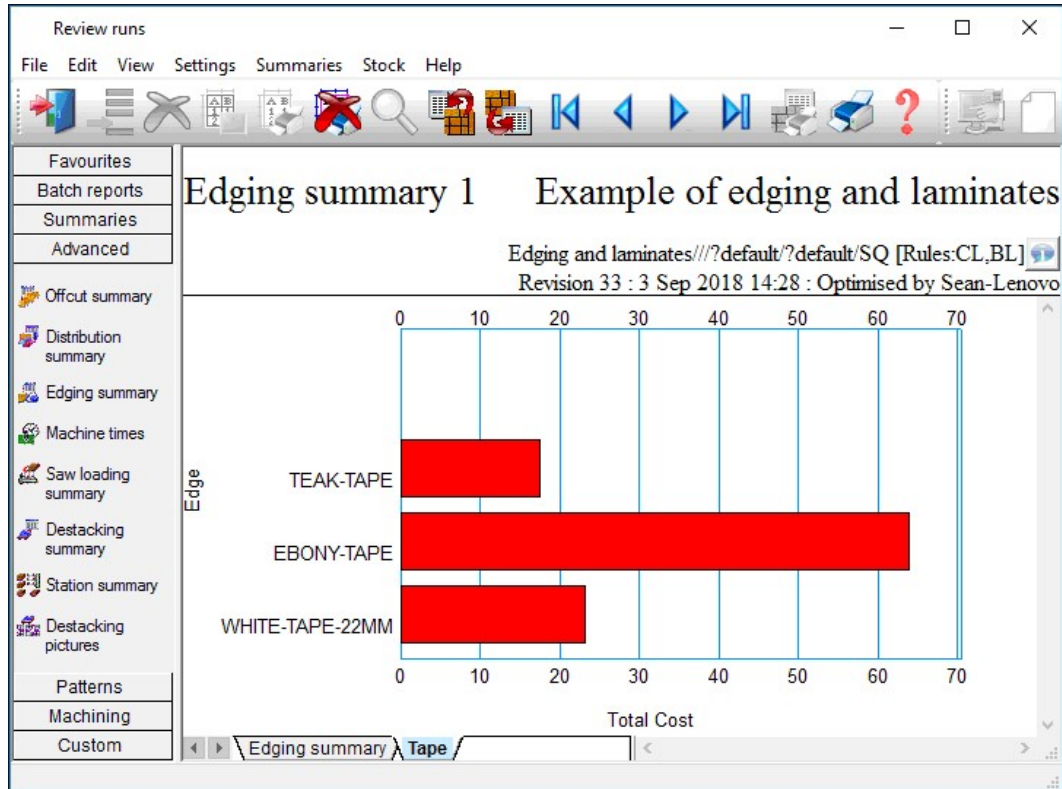 Review runs
File Edit View Settings Summaries Stock Help
Favourites
Batch reports
Summaries
Advanced
Offcut summary
Distribution
summary
Edging summary
Machine times
Saw loading
summary
Destacking
summary
Station summary
Destacking
pictures
Patterns
Machining
Custom
Edging summary 1 Example of edging and laminates
Edging and laminates///?default/?default/SQ [Rules:CL,BL]
Revision 33 : 3 Sep 2018 14:28 : Optimised by Sean-Lenovo
0 10 20 30 40 50 60 70
Edge
TEAK-TAPE
EBONY-TAPE
WHITE-TAPE-22MM
0 10 20 30 40 50 60 70
Total Cost
Edging summary Tape